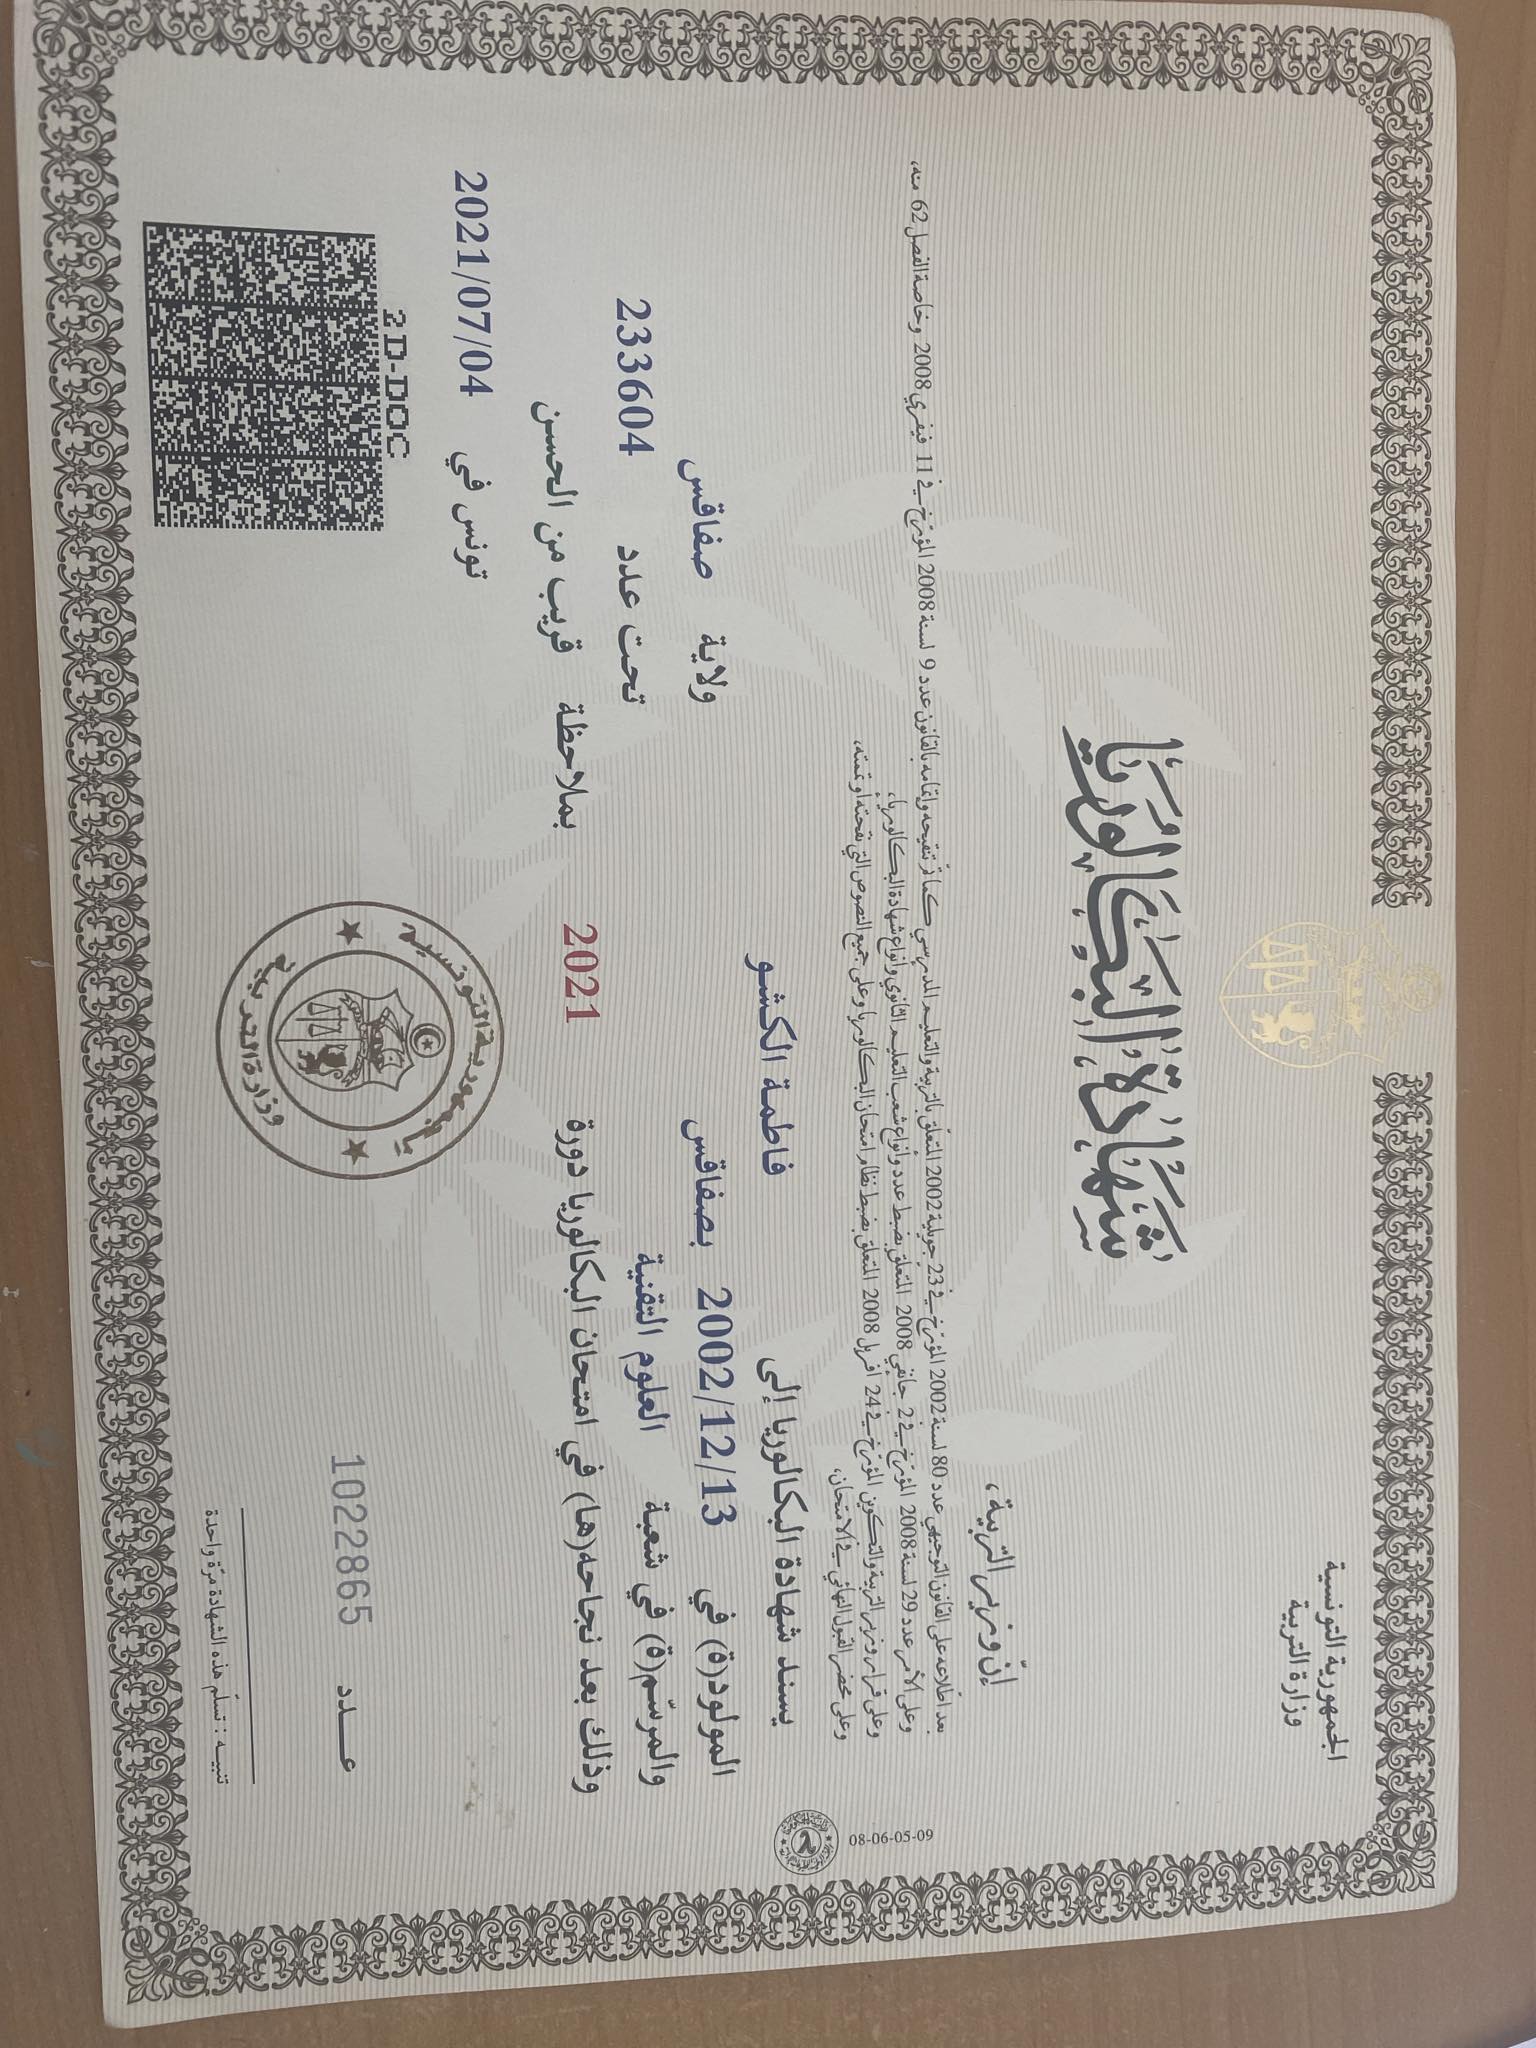 الجمهورية التونسية
وزارة التربية
شَهَادَة البَكَالُورِيَا
إنّ وزير التربية،
بعد اطّلاعه على القانون التوجيهي عدد 80 لسنة 2002 المؤرّخ في 23 جويلية 2002 المتعلّق بالتربية والتعليم المدرسي كما تمّ تنقيحه وإتمامه بالقانون عدد 9 لسنة 2008 المؤرّخ في 11 فيفري 2008 وخاصة الفصل 62 منه،
وعلى الأمر عدد 29 لسنة 2008 المؤرّخ في 2 جانفي 2008 المتعلّق بضبط عدد وأنواع شعب التعليم الثانوي وأنواع شهادة البكالوريا،
وعلى قرار وزير التربية والتكوين المؤرّخ في 24 أفريل 2008 المتعلّق بضبط نظام امتحان البكالوريا وعلى جميع النصوص التي نقحته أو تممته،
وعلى محضر القبول النهائي في الامتحان،
يسند شهادة البكالوريا إلى فاطمة الكشو
المولود(ة) في 2002/12/13 بصفاقس ولاية صفاقس
والمرسّم(ة) في شعبة العلوم التقنية تحت عدد 233604
وذلك بعد نجاحه(ها) في امتحان البكالوريا دورة 2021 بملاحظة قريب من الحسن
تونس في 2021/07/04
2D-DOC
الجمهورية التونسية
وزارة التربية
عـــدد 1022865
تنبيـه : تسلّم هذه الشهادة مرّة واحدة
08-06-05-09